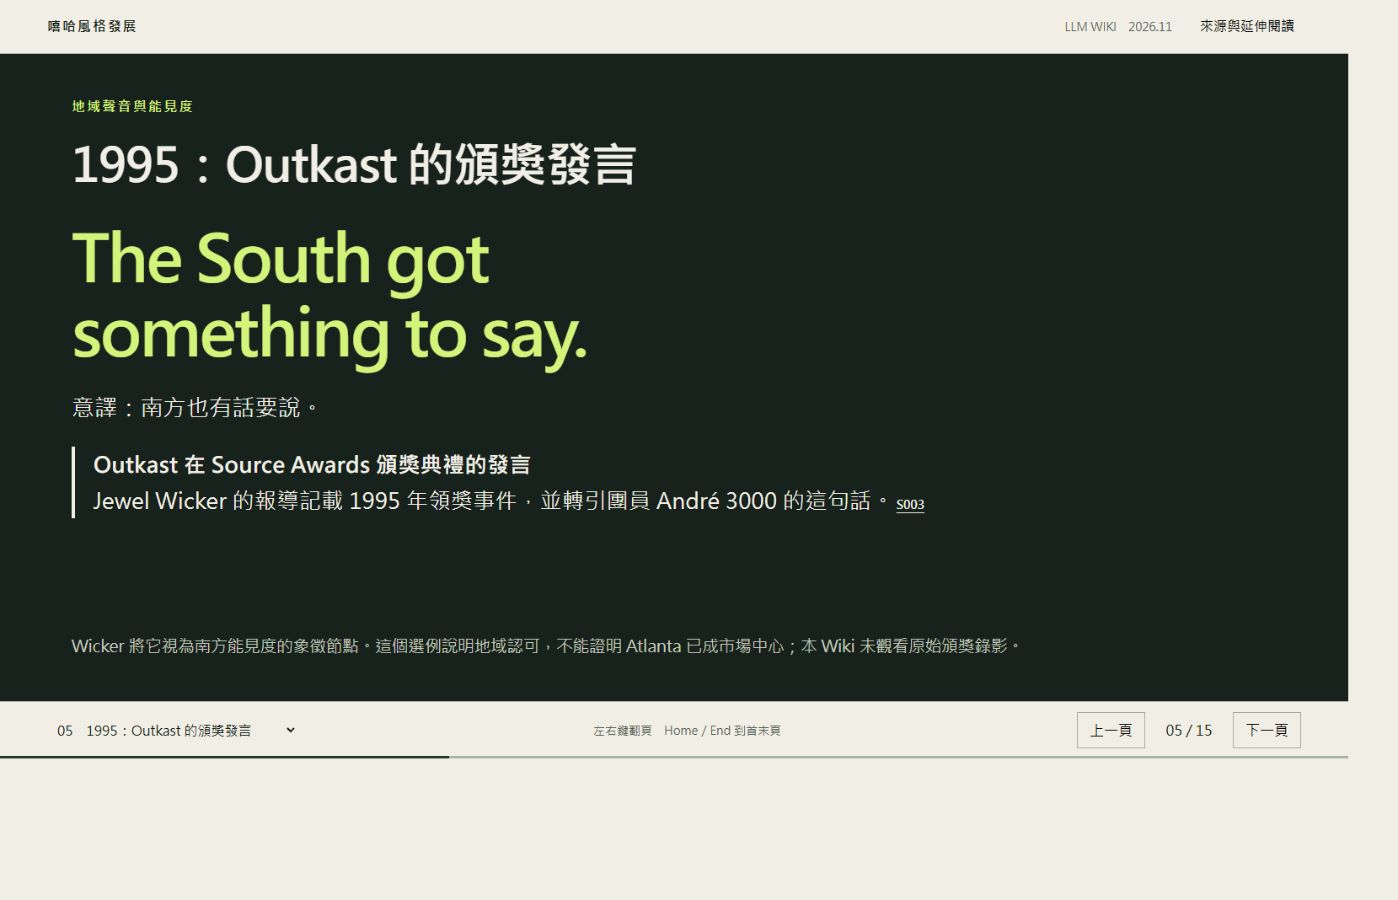 嘻哈風格發展
LLM WIKI 2026.11 來源與延伸閱讀
地域聲音與能見度
1995：Outkast 的頒獎發言
The South got
something to say.
意譯：南方也有話要說。
Outkast 在 Source Awards 頒獎典禮的發言
Jewel Wicker 的報導記載 1995 年領獎事件，並轉引團員 André 3000 的這句話。 S003
Wicker 將它視為南方能見度的象徵節點。這個選例說明地域認可，不能證明 Atlanta 已成市場中心；本 Wiki 未觀看原始頒獎錄影。
05 1995：Outkast 的頒獎發言
左右鍵翻頁 Home / End 到首末頁
上一頁 05 / 15 下一頁